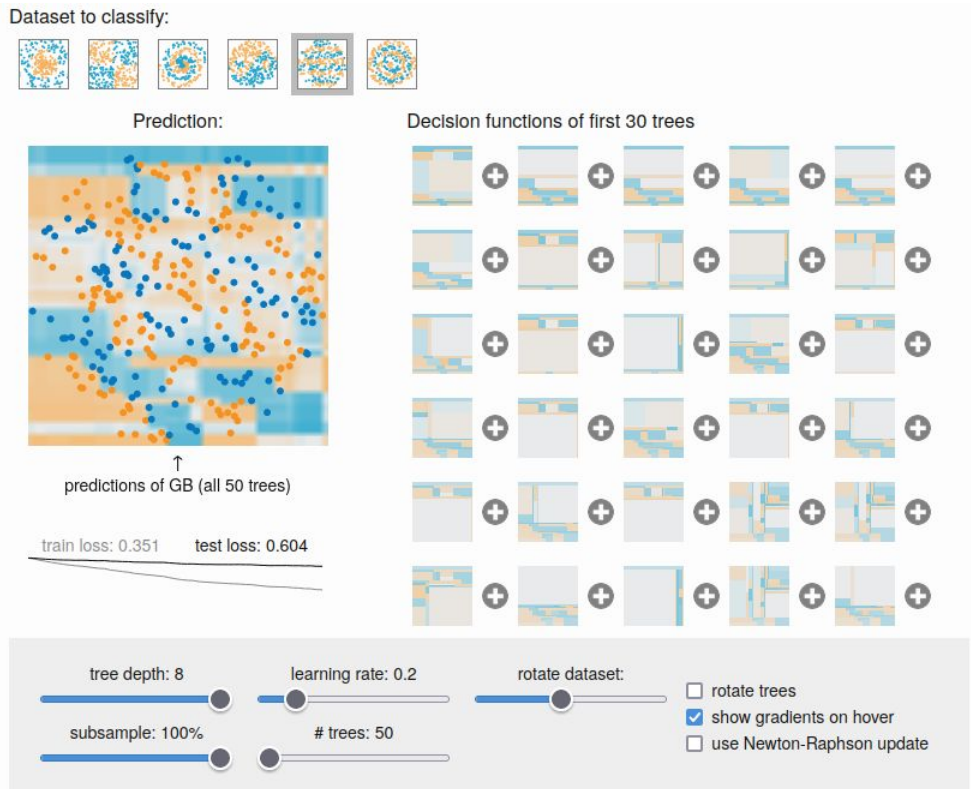 Dataset to classify:
Prediction:
Decision functions of first 30 trees
↑
predictions of GB (all 50 trees)
train loss: 0.351 test loss: 0.604
tree depth: 8 learning rate: 0.2 rotate dataset:
rotate trees
show gradients on hover
subsample: 100% # trees: 50
use Newton-Raphson update